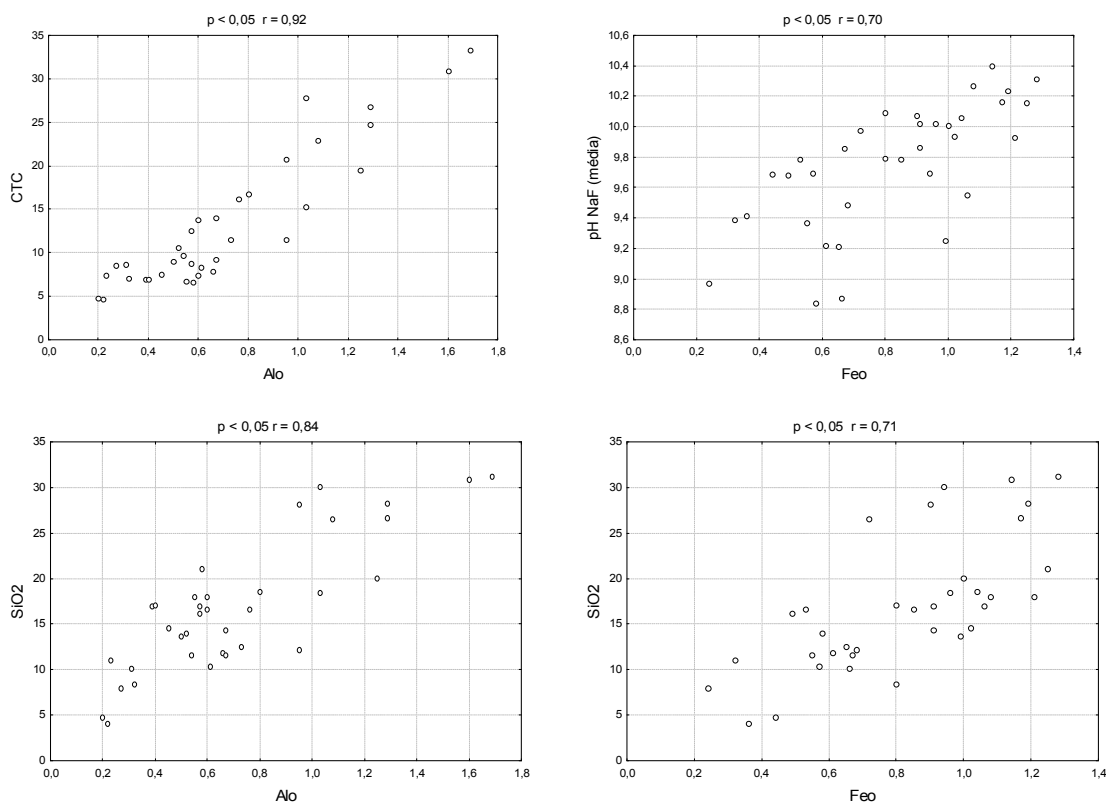 p < 0,05 r = 0,92
35
30
25
20
15
10
5
0
CTC
0,0 0,2 0,4 0,6 0,8 1,0 1,2 1,4 1,6 1,8
Alo
p < 0,05 r = 0,70
10,6
10,4
10,2
10,0
9,8
9,6
9,4
9,2
9,0
8,8
8,6
pH NaF (média)
0,0 0,2 0,4 0,6 0,8 1,0 1,2 1,4
Feo
p < 0,05 r = 0,84
35
30
25
20
15
10
5
0
SiO2
0,0 0,2 0,4 0,6 0,8 1,0 1,2 1,4 1,6 1,8
Alo
p < 0,05 r = 0,71
35
30
25
20
15
10
5
0
SiO2
0,0 0,2 0,4 0,6 0,8 1,0 1,2 1,4
Feo